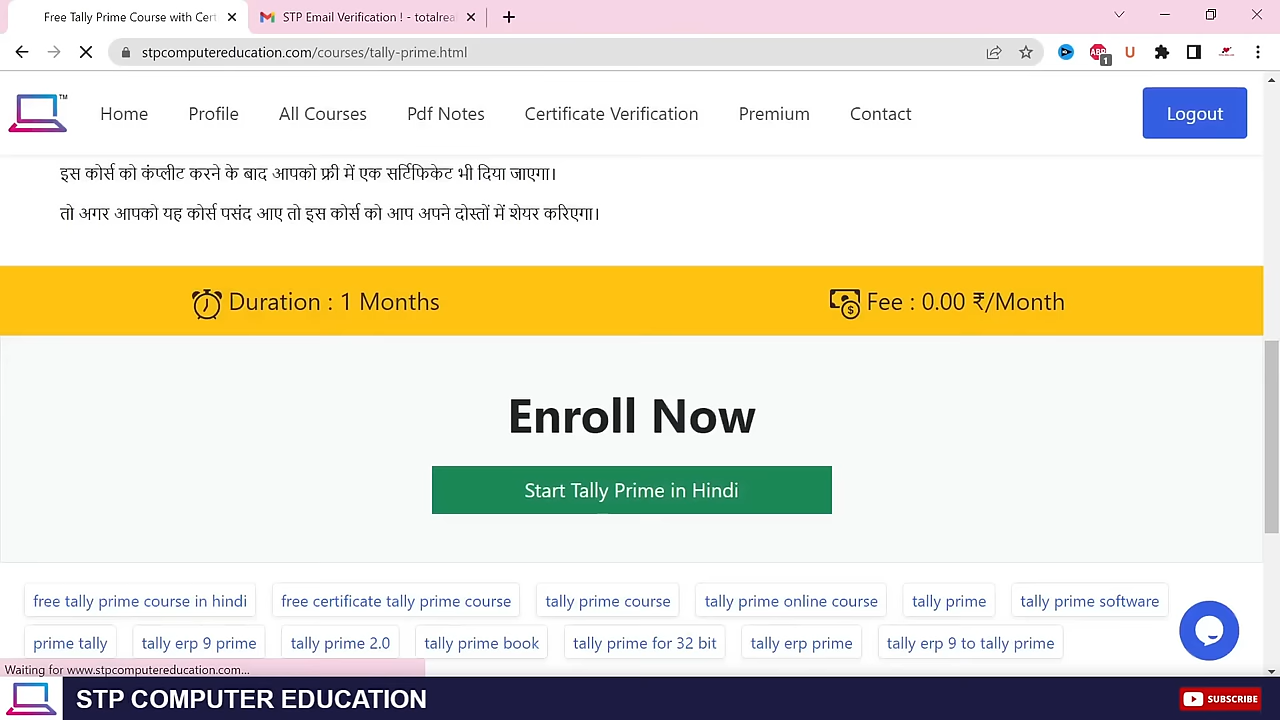 Free Tally Prime Course with Cert
STP Email Verification ! - totalreal
stpcomputereducation.com/courses/tally-prime.html
ABP
1
U
TM
Home
Profile
All Courses
Pdf Notes
Certificate Verification
Premium
Contact
Logout
इस कोर्स को कंप्लीट करने के बाद आपको फ्री में एक सर्टिफिकेट भी दिया जाएगा।
तो अगर आपको यह कोर्स पसंद आए तो इस कोर्स को आप अपने दोस्तों में शेयर करिएगा।
Duration : 1 Months
Fee : 0.00 ₹/Month
Enroll Now
Start Tally Prime in Hindi
free tally prime course in hindi
free certificate tally prime course
tally prime course
tally prime online course
tally prime
tally prime software
prime tally
tally erp 9 prime
tally prime 2.0
tally prime book
tally prime for 32 bit
tally erp prime
tally erp 9 to tally prime
Waiting for www.stpcomputereducation.com...
STP COMPUTER EDUCATION
SUBSCRIBE